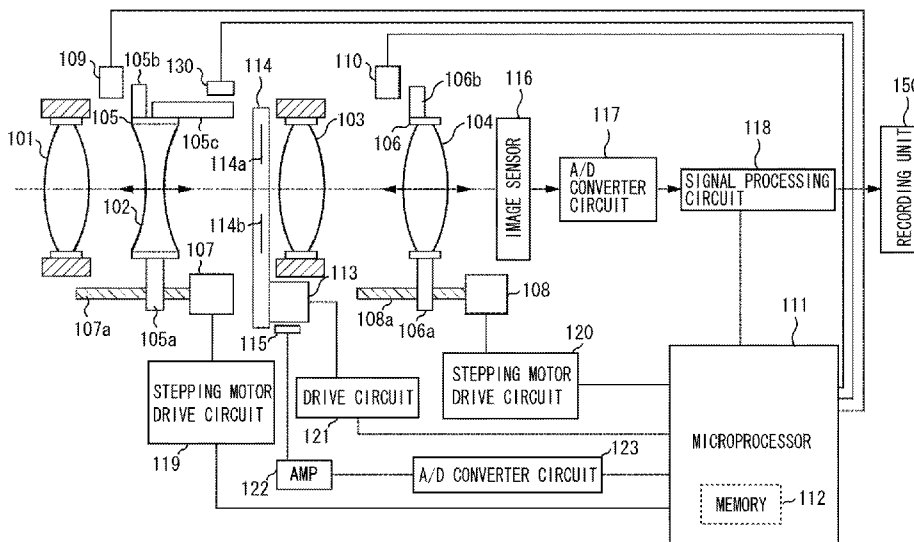 109
105b
130
114
110
106b
116
150
105
105c
103
106
104
117
118
101
114a
102
114b
107
113
108
107a
105a
115
108a
106a
120
111
IMAGE SENSOR
A/D
CONVERTER
CIRCUIT
SIGNAL PROCESSING
CIRCUIT
RECORDING UNIT
STEPPING MOTOR
DRIVE CIRCUIT
119
DRIVE CIRCUIT
121
STEPPING MOTOR
DRIVE CIRCUIT
MICROPROCESSOR
AMP
122
A/D CONVERTER CIRCUIT
123
MEMORY
112